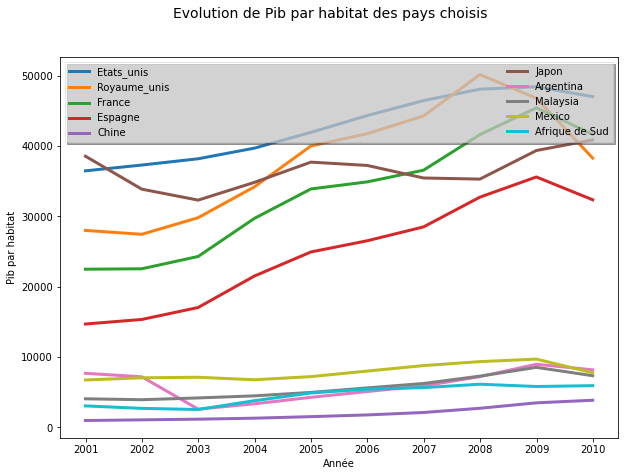 Evolution de Pib par habitat des pays choisis
Etats_unis
Royaume_unis
France
Espagne
Chine
Japon
Argentina
Malaysia
Mexico
Afrique de Sud
Pib par habitat
50000
40000
30000
20000
10000
0
2001 2002 2003 2004 2005 2006 2007 2008 2009 2010
Année